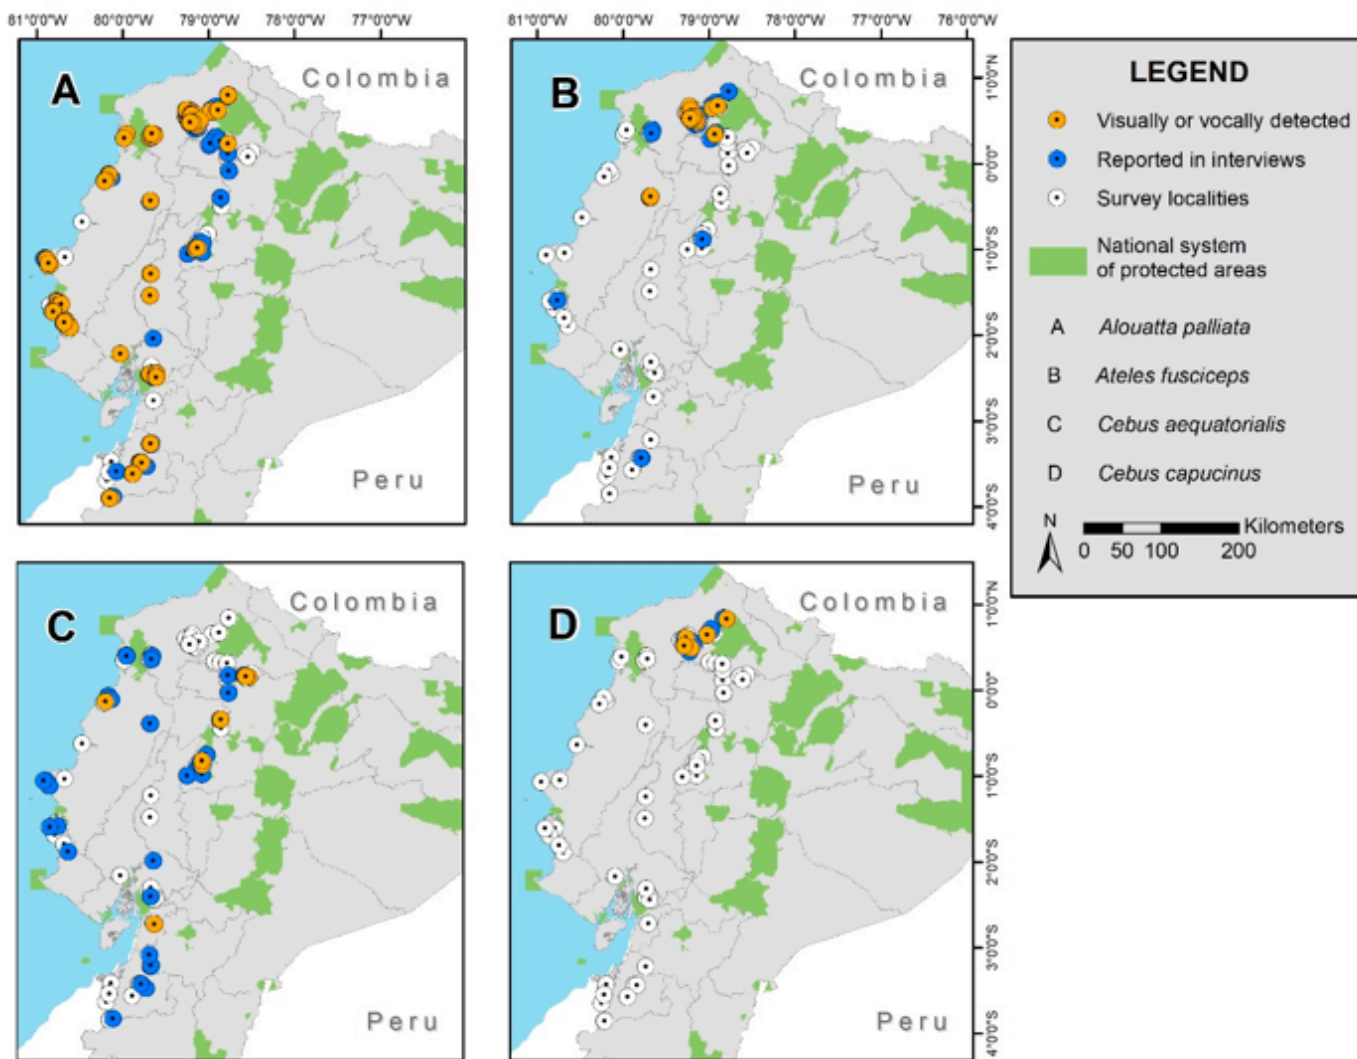 81°0'0"W 80°0'0"W 79°0'0"W 78°0'0"W 77°0'0"W
81°0'0"W 80°0'0"W 79°0'0"W 78°0'0"W 77°0'0"W 76°0'0"W
A
Colombia
Peru
B
Colombia
Peru
1°0'0"N
0°0'0"
1°0'0"S
2°0'0"S
3°0'0"S
4°0'0"S
LEGEND
Visually or vocally detected
Reported in interviews
Survey localities
National system
of protected areas
A Alouatta palliata
B Ateles fusciceps
C Cebus aequatorialis
D Cebus capucinus
N
Kilometers
0 50 100 200
C
Colombia
Peru
D
Colombia
Peru
1°0'0"N
0°0'0"
1°0'0"S
2°0'0"S
3°0'0"S
4°0'0"S